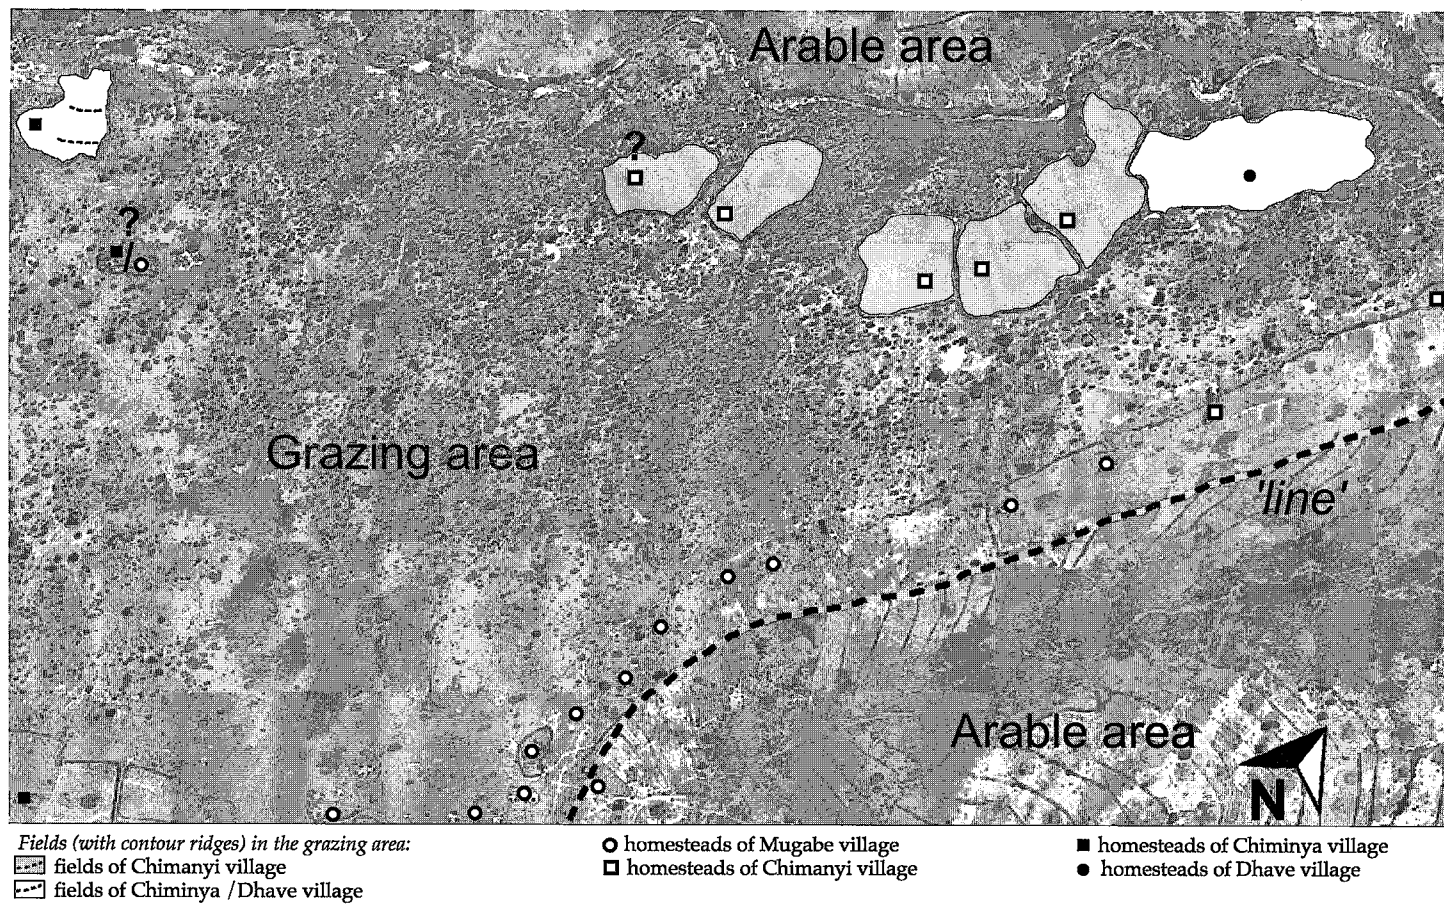 Arable area
?
?
/
Grazing area
'line'
Arable area
N
Fields (with contour ridges) in the grazing area:
fields of Chimanyi village
fields of Chiminya /Dhave village
homesteads of Mugabe village
homesteads of Chimanyi village
homesteads of Chiminya village
homesteads of Dhave village